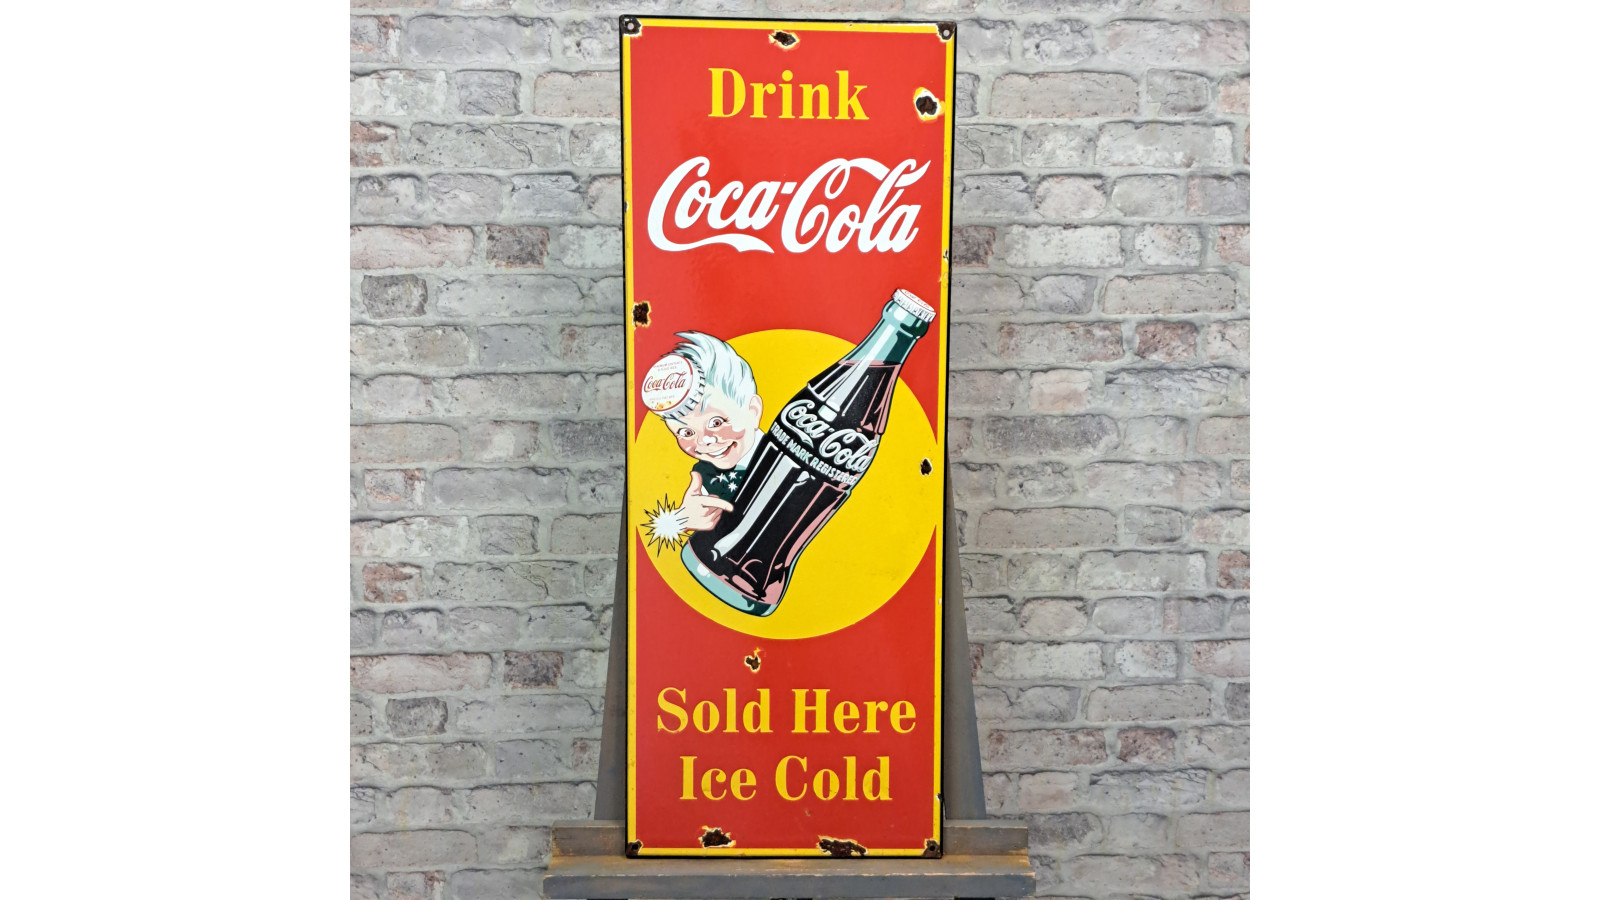 Drink
Coca-Cola
Coca-Cola
Coca-Cola
TRADE MARK REGISTERED
Sold Here
Ice Cold